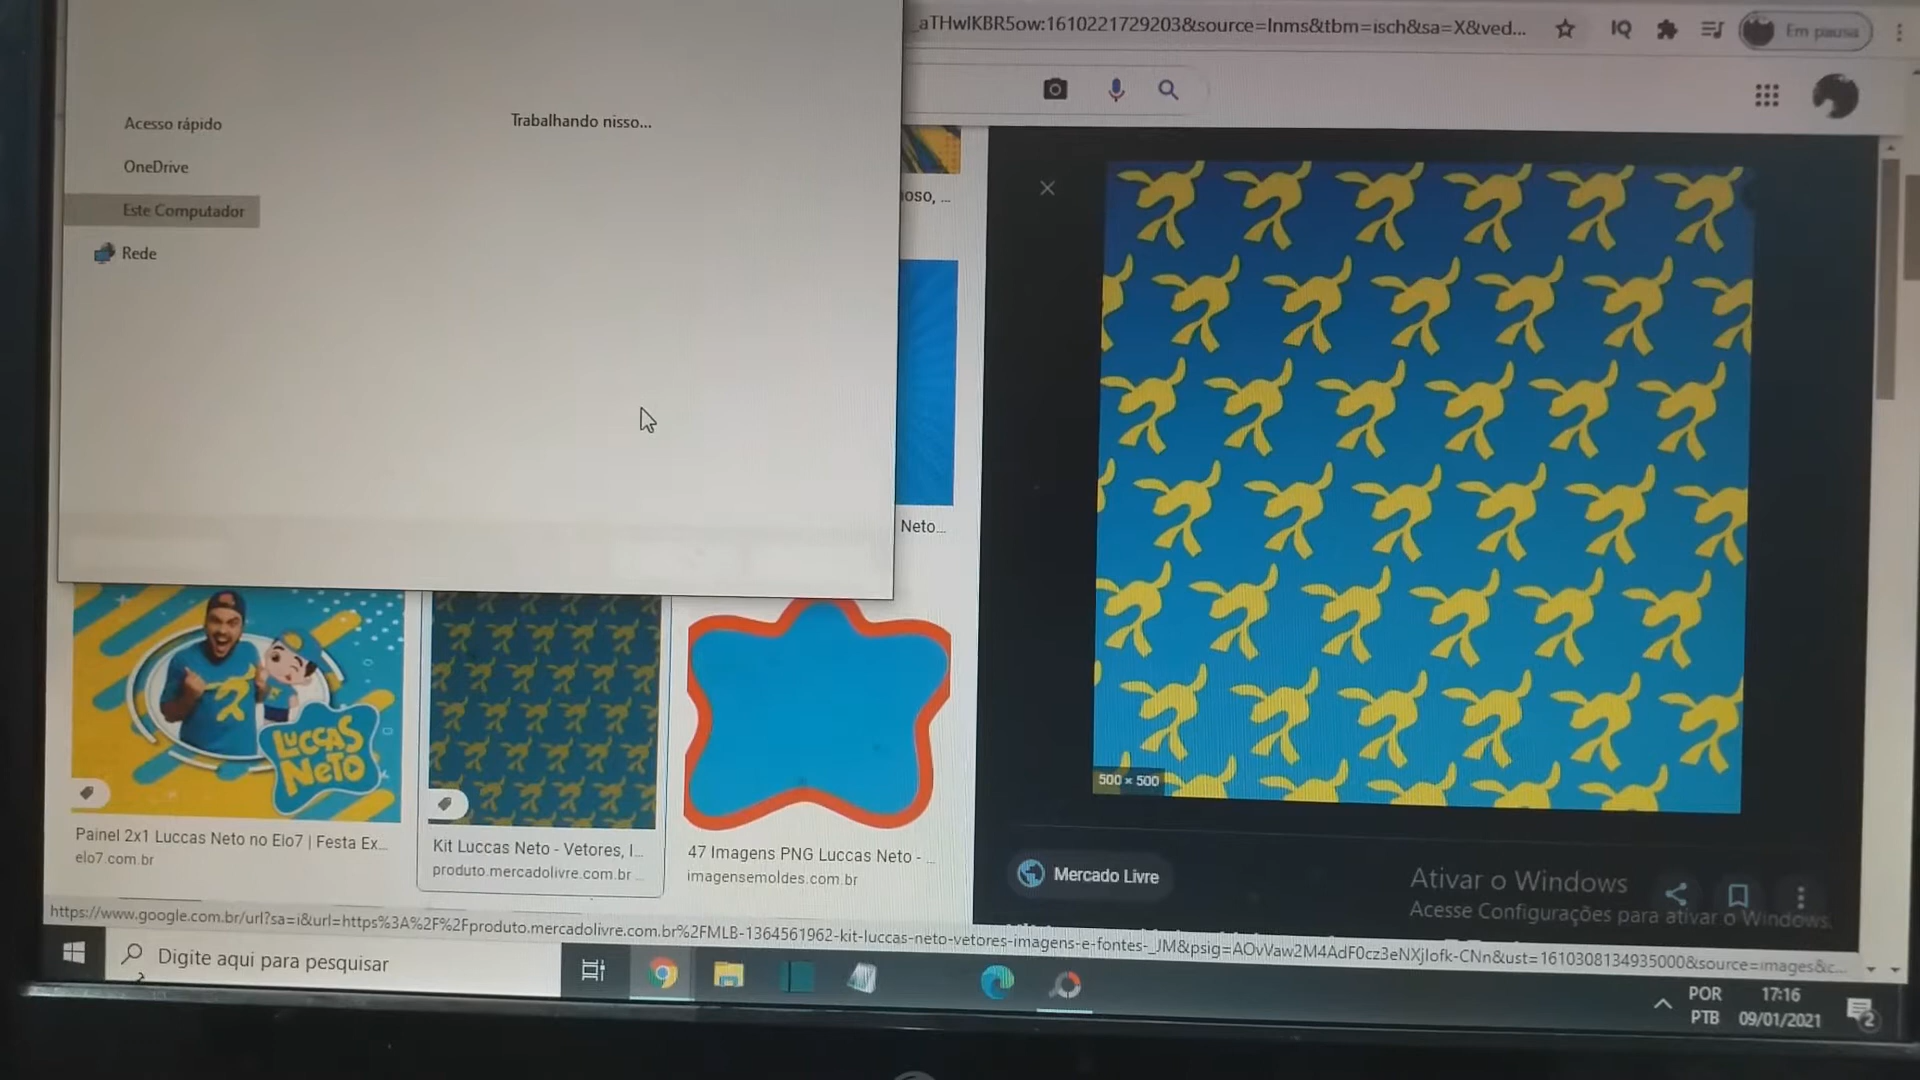 _aTHwIKBR5ow:1610221729203&source=lnms&tbm=isch&sa=X&ved...
Em pausa
Acesso rápido
Trabalhando nisso...
OneDrive
Este Computador
Rede
oso, ...
Neto...
LUCCAS
NETO
500 × 500
Painel 2x1 Luccas Neto no Elo7 | Festa Ex...
elo7.com.br
Kit Luccas Neto - Vetores, I...
produto.mercadolivre.com.br ...
47 Imagens PNG Luccas Neto - ...
imagensemoldes.com.br
Mercado Livre
Ativar o Windows
Acesse Configurações para ativar o Windows.
https://www.google.com.br/url?sa=i&url=https%3A%2F%2Fproduto.mercadolivre.com.br%2FMLB-1364561962-kit-luccas-neto-vetores-imagens-e-fontes-_JM&psig=AOvVaw2M4AdF0cz3eNXjIofk-CNn&ust=1610308134935000&source=images&c...
Digite aqui para pesquisar
POR
PTB
17:16
09/01/2021
2